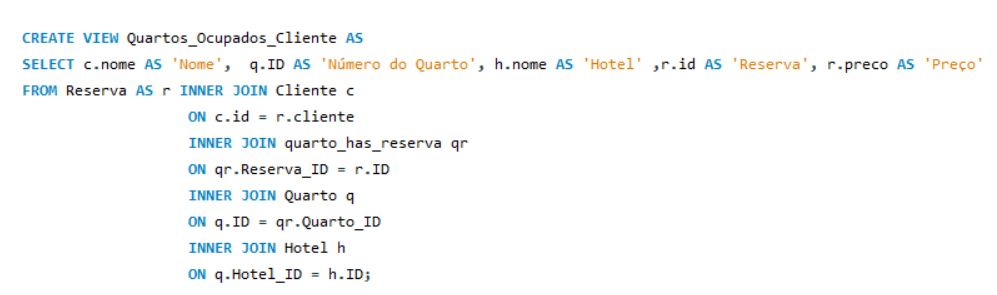 CREATE VIEW Quartos_Ocupados_Cliente AS
SELECT c.nome AS 'Nome',  q.ID AS 'Número do Quarto', h.nome AS 'Hotel' ,r.id AS 'Reserva', r.preco AS 'Preço'
FROM Reserva AS r INNER JOIN Cliente c
ON c.id = r.cliente
INNER JOIN quarto_has_reserva qr
ON qr.Reserva_ID = r.ID
INNER JOIN Quarto q
ON q.ID = qr.Quarto_ID
INNER JOIN Hotel h
ON q.Hotel_ID = h.ID;